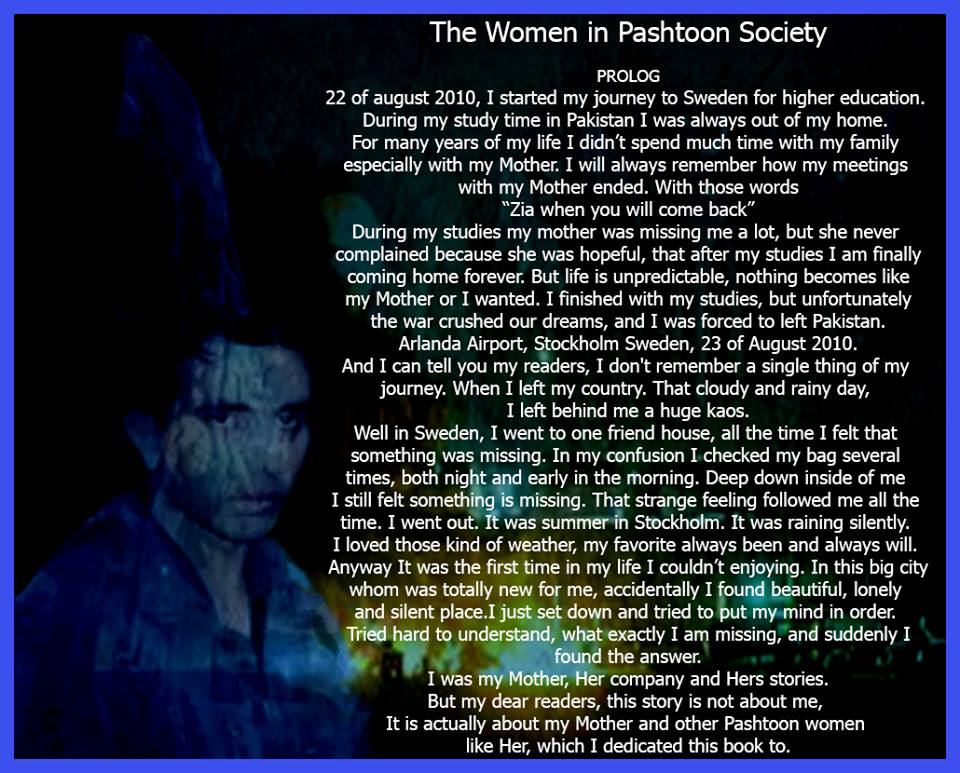 The Women in Pashtoon Society
PROLOG
22 of august 2010, I started my journey to Sweden for higher education.
During my study time in Pakistan I was always out of my home.
For many years of my life I didn’t spend much time with my family
especially with my Mother. I will always remember how my meetings
with my Mother ended. With those words
“Zia when you will come back”
During my studies my mother was missing me a lot, but she never
complained because she was hopeful, that after my studies I am finally
coming home forever. But life is unpredictable, nothing becomes like
my Mother or I wanted. I finished with my studies, but unfortunately
the war crushed our dreams, and I was forced to left Pakistan.
Arlanda Airport, Stockholm Sweden, 23 of August 2010.
And I can tell you my readers, I don't remember a single thing of my
journey. When I left my country. That cloudy and rainy day,
I left behind me a huge kaos.
Well in Sweden, I went to one friend house, all the time I felt that
something was missing. In my confusion I checked my bag several
times, both night and early in the morning. Deep down inside of me
I still felt something is missing. That strange feeling followed me all the
time. I went out. It was summer in Stockholm. It was raining silently.
I loved those kind of weather, my favorite always been and always will.
Anyway It was the first time in my life I couldn’t enjoying. In this big city
whom was totally new for me, accidentally I found beautiful, lonely
and silent place.I just set down and tried to put my mind in order.
Tried hard to understand, what exactly I am missing, and suddenly I
found the answer.
I was my Mother, Her company and Hers stories.
But my dear readers, this story is not about me,
It is actually about my Mother and other Pashtoon women
like Her, which I dedicated this book to.